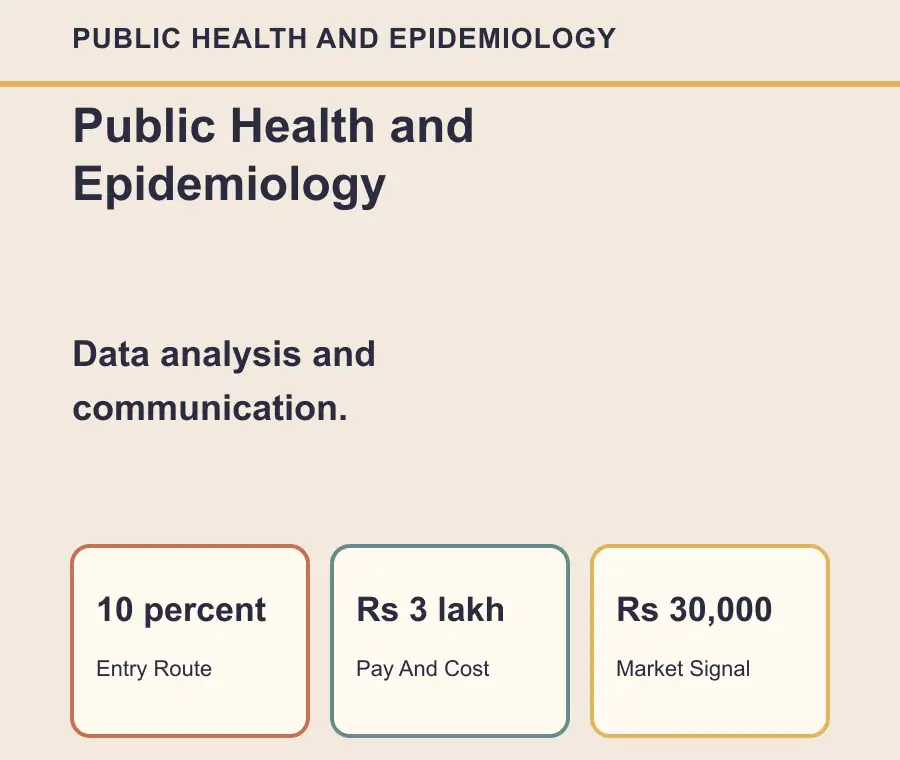 PUBLIC HEALTH AND EPIDEMIOLOGY
Public Health and
Epidemiology
Data analysis and
communication.
10 percent
Entry Route
Rs 3 lakh
Pay And Cost
Rs 30,000
Market Signal